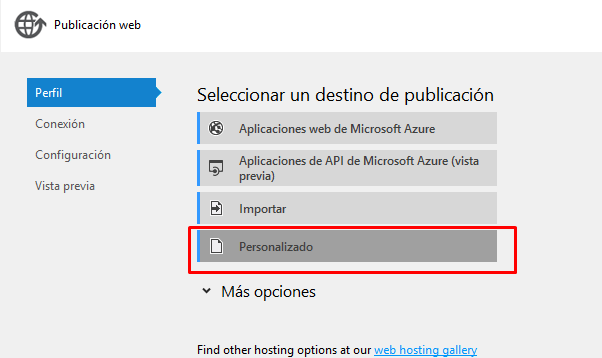 Publicación web
Perfil
Conexión
Configuración
Vista previa
Seleccionar un destino de publicación
Aplicaciones web de Microsoft Azure
Aplicaciones de API de Microsoft Azure (vista
previa)
Importar
Personalizado
Más opciones
Find other hosting options at our web hosting gallery